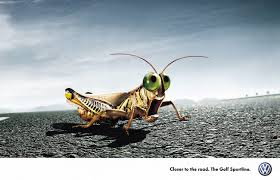 Closer to the road. The Golf Sportline.